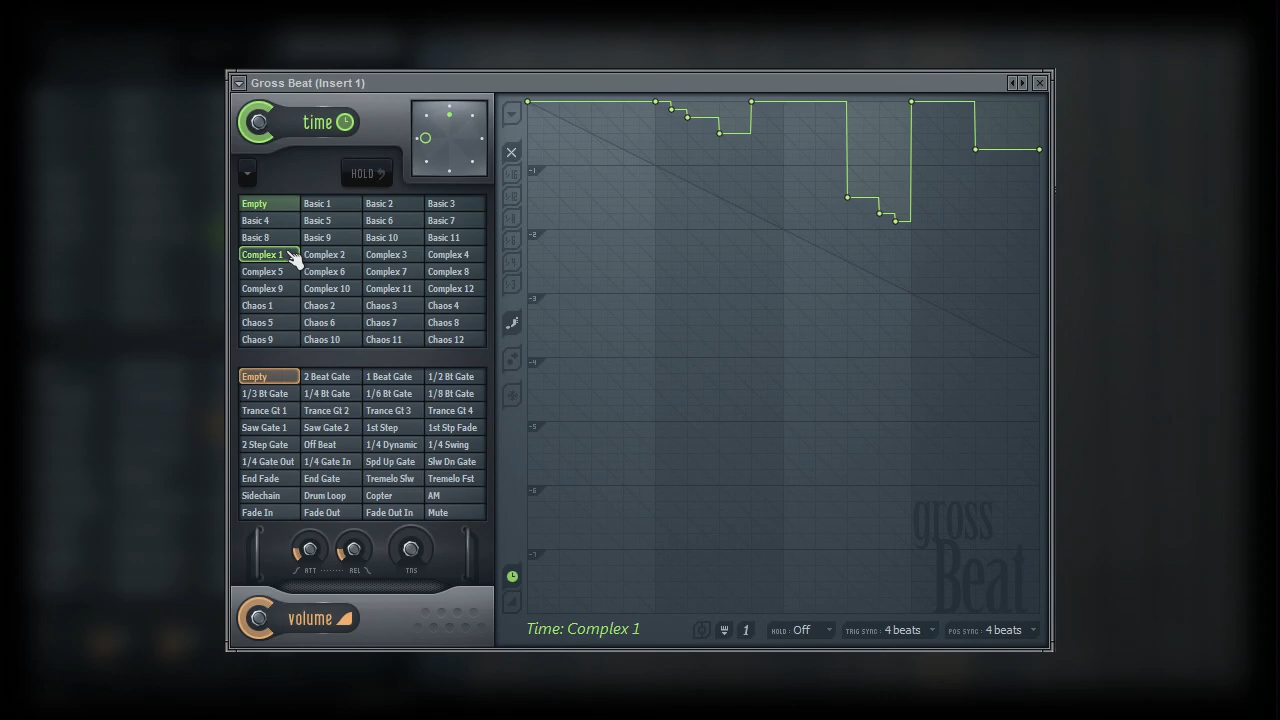 Gross Beat (Insert 1)
time
HOLD
Empty Basic 1 Basic 2 Basic 3
Basic 4 Basic 5 Basic 6 Basic 7
Basic 8 Basic 9 Basic 10 Basic 11
Complex 1 Complex 2 Complex 3 Complex 4
Complex 5 Complex 6 Complex 7 Complex 8
Complex 9 Complex 10 Complex 11 Complex 12
Chaos 1 Chaos 2 Chaos 3 Chaos 4
Chaos 5 Chaos 6 Chaos 7 Chaos 8
Chaos 9 Chaos 10 Chaos 11 Chaos 12
Empty 2 Beat Gate 1 Beat Gate 1/2 Bt Gate
1/3 Bt Gate 1/4 Bt Gate 1/6 Bt Gate 1/8 Bt Gate
Trance Gt 1 Trance Gt 2 Trance Gt 3 Trance Gt 4
Saw Gate 1 Saw Gate 2 1st Step 1st Stp Fade
2 Step Gate Off Beat 1/4 Dynamic 1/4 Swing
1/4 Gate Out 1/4 Gate In Spd Up Gate Slw Dn Gate
End Fade End Gate Tremelo Slw Tremelo Fst
Sidechain Drum Loop Copter AM
Fade In Fade Out Fade Out In Mute
ATT REL TNS
volume
-1
-2
-3
-4
-5
-6
-7
gross
Beat
Time: Complex 1
1
HOLD: Off
TRIG SYNC: 4 beats
POS SYNC: 4 beats